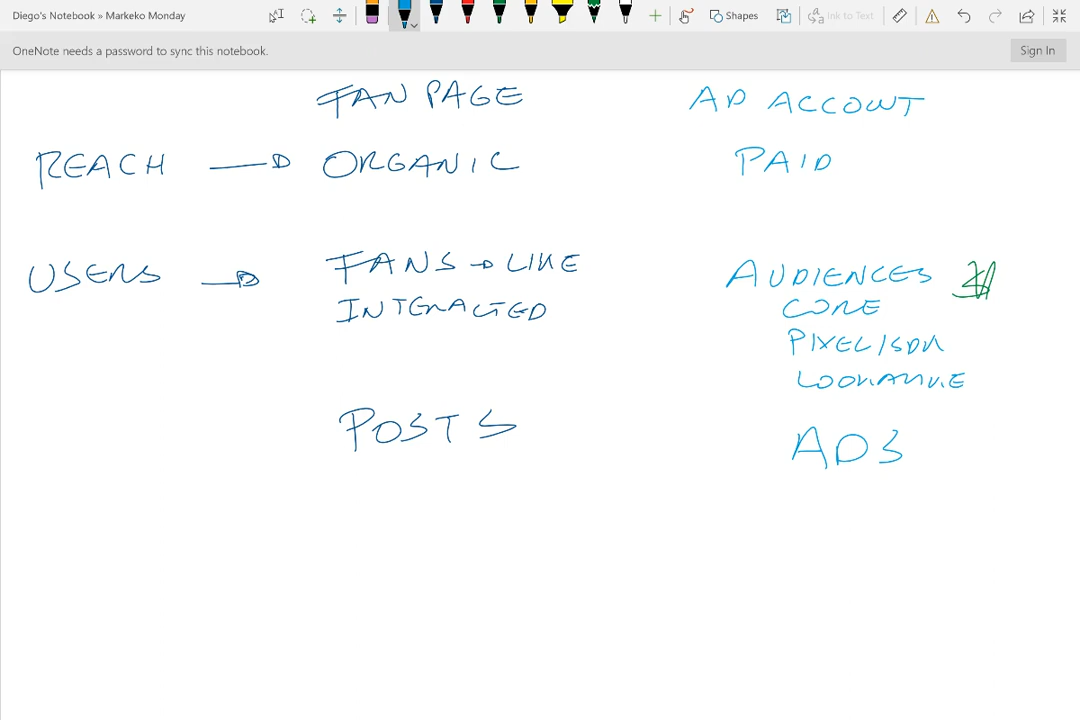 Diego's Notebook » Markeko Monday
Shapes
Ink to Text
OneNote needs a password to sync this notebook.
Sign In
FAN PAGE AD ACCOUNT
REACH → ORGANIC PAID
USERS → FANS → LIKE AUDIENCES
INTERACTED CORE
PIXEL/SDK
LOOKALIKE
POSTS ADS